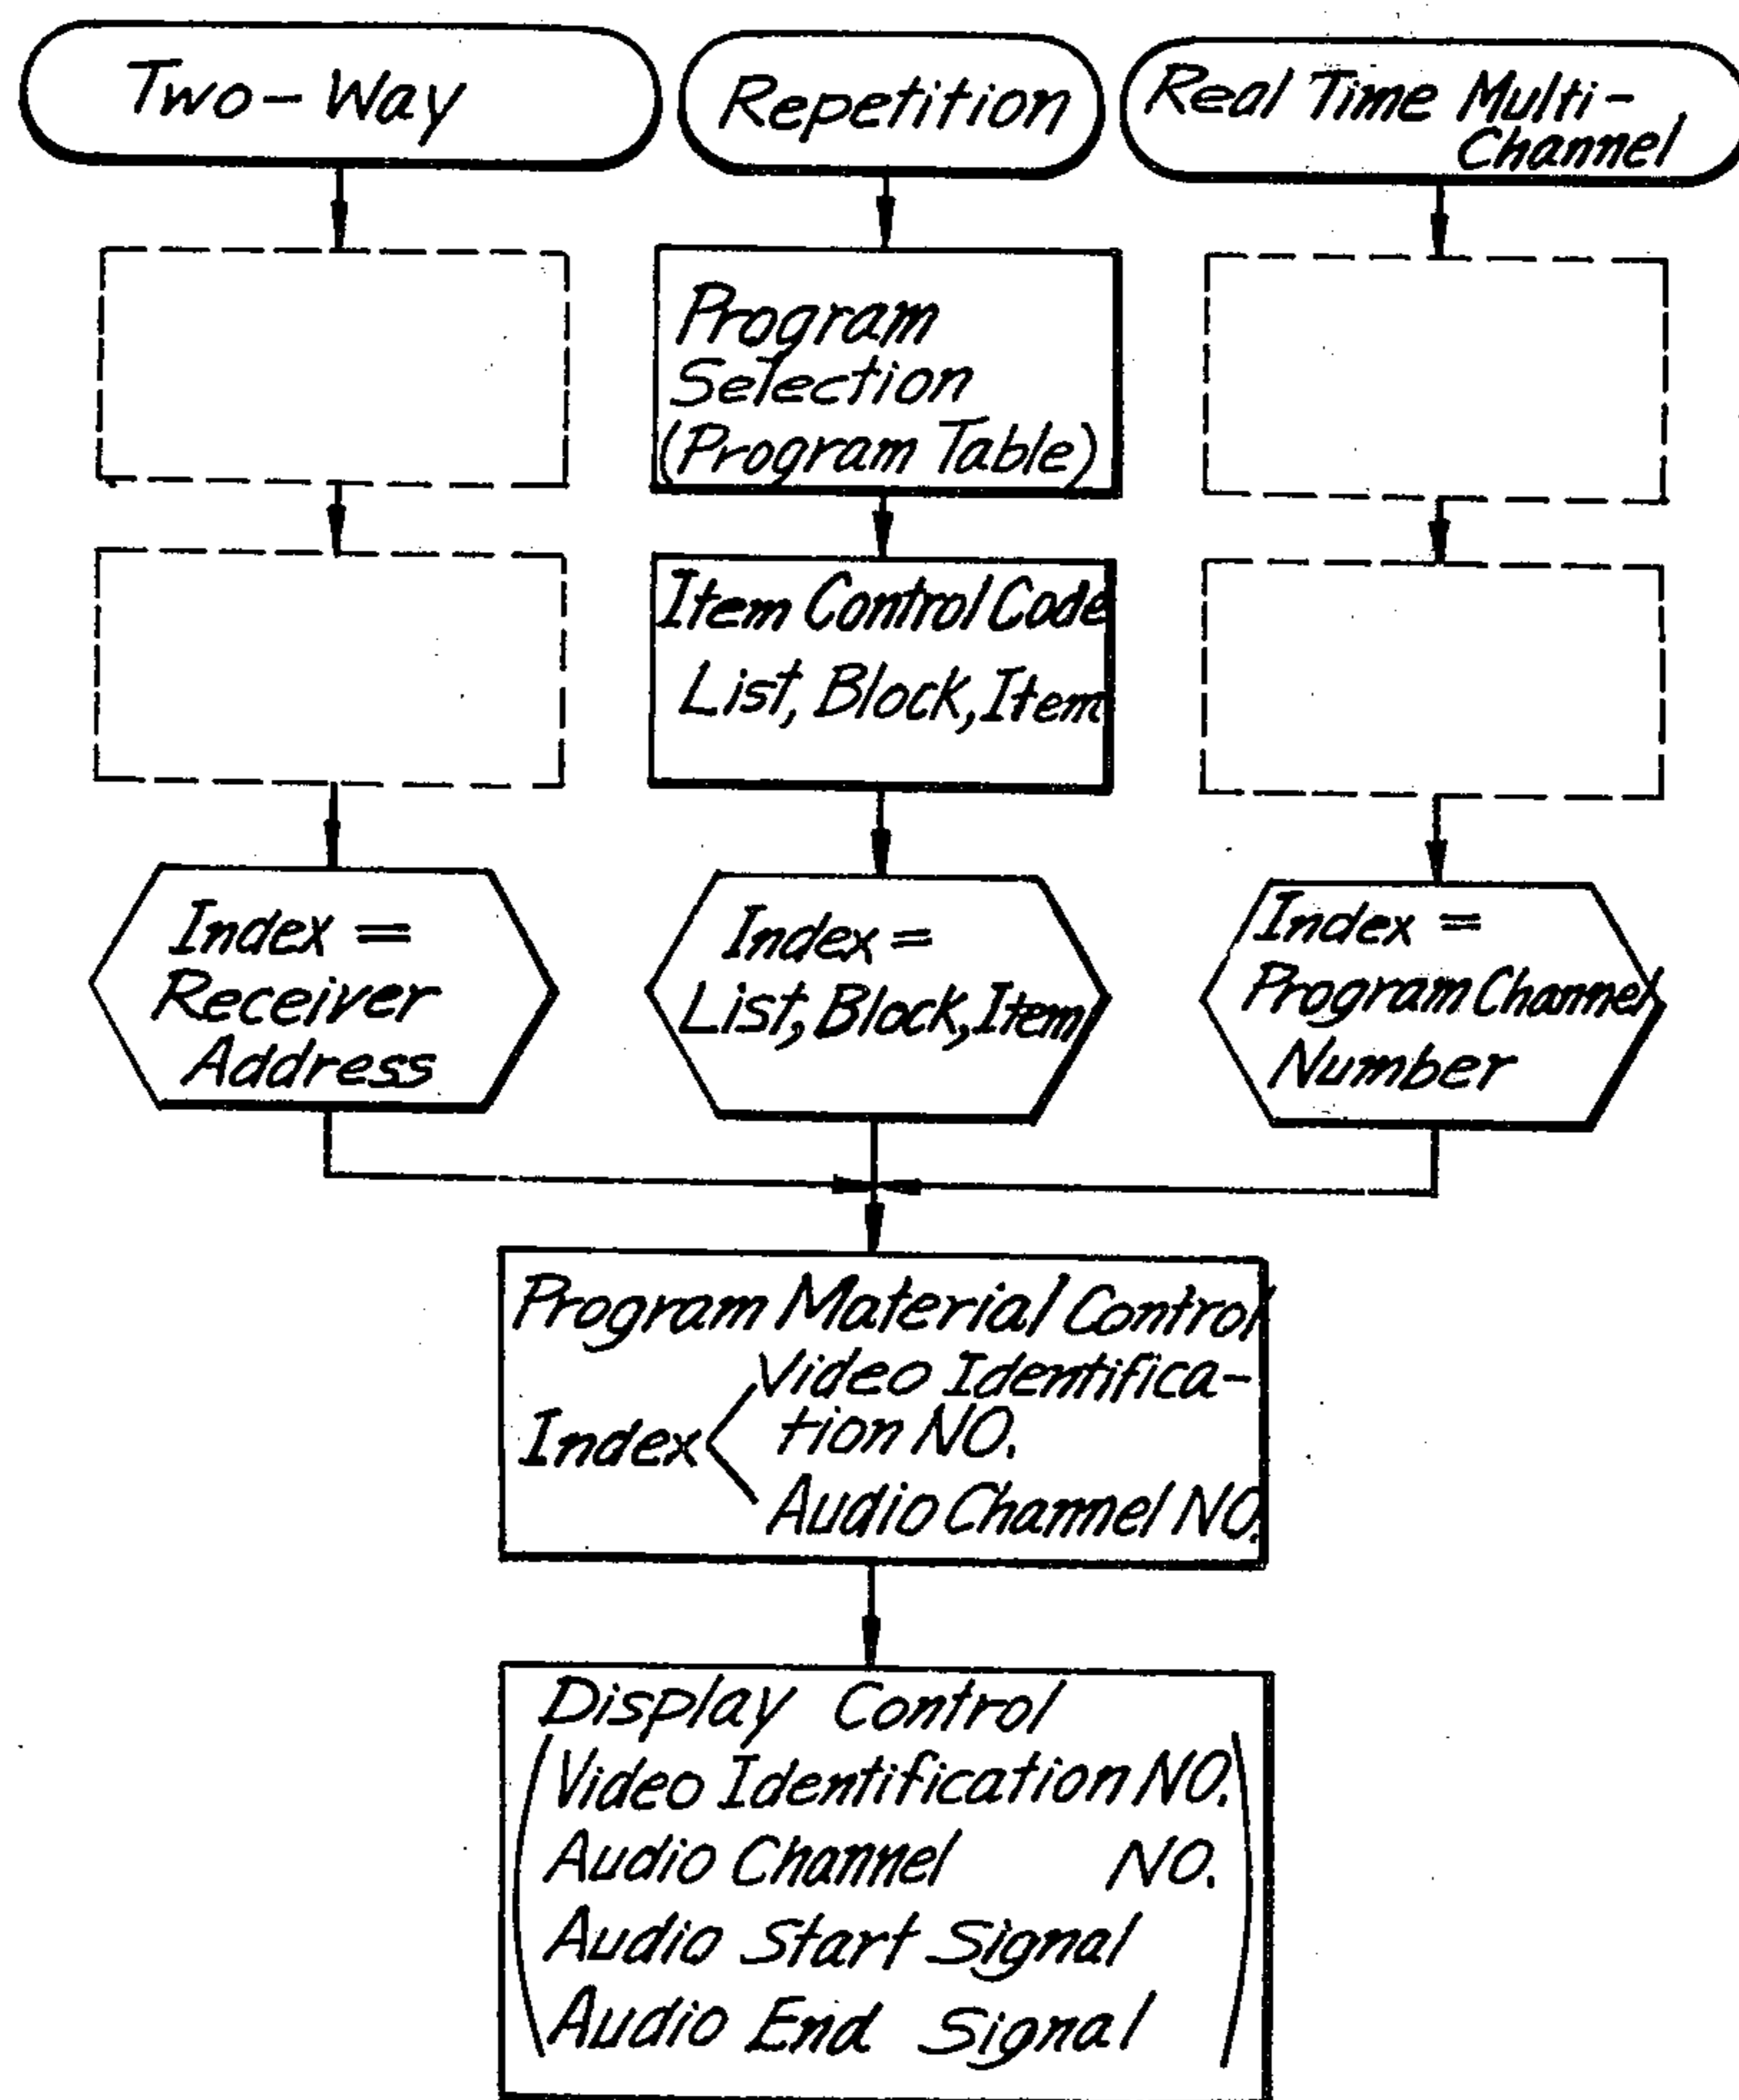 Two-Way
Repetition
Real Time Multi-
Channel
Program
Selection
(Program Table)
Item Control Code
List, Block, Item
Index =
Receiver
Address
Index =
List, Block, Item
Index =
Program Channel
Number
Program Material Control
Video Identifica-
tion NO.
Index
Audio Channel NO.
Display Control
(Video Identification NO.
Audio Channel NO.
Audio Start Signal
Audio End Signal)